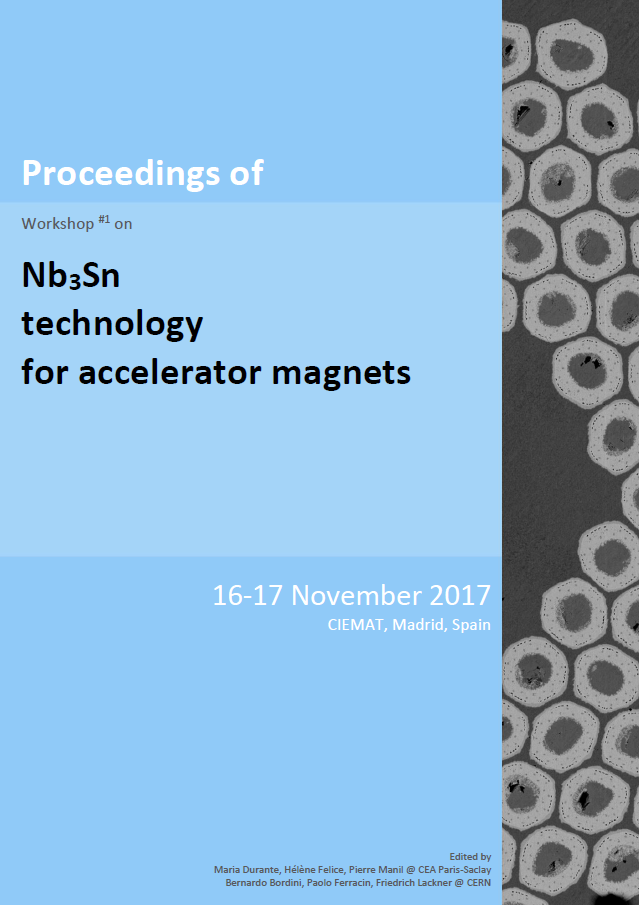 Proceedings of
Workshop #1 on
Nb₃Sn
technology
for accelerator magnets
16-17 November 2017
CIEMAT, Madrid, Spain
Edited by
Maria Durante, Hélène Felice, Pierre Manil @ CEA Paris-Saclay
Bernardo Bordini, Paolo Ferracin, Friedrich Lackner @ CERN